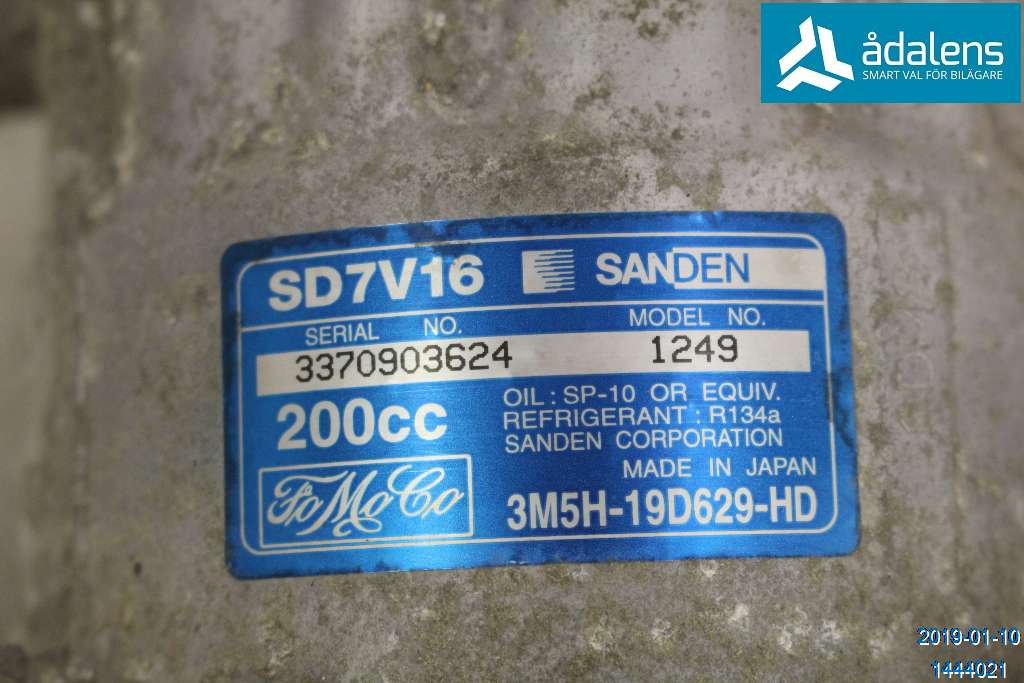 ådalens
SMART VAL FÖR BILÄGARE
SD7V16 SANDEN
SERIAL NO. MODEL NO.
3370903624 1249
200cc
OIL : SP-10 OR EQUIV.
REFRIGERANT : R134a
SANDEN CORPORATION
MADE IN JAPAN
FoMoCo
3M5H-19D629-HD
2019-01-10
1444021